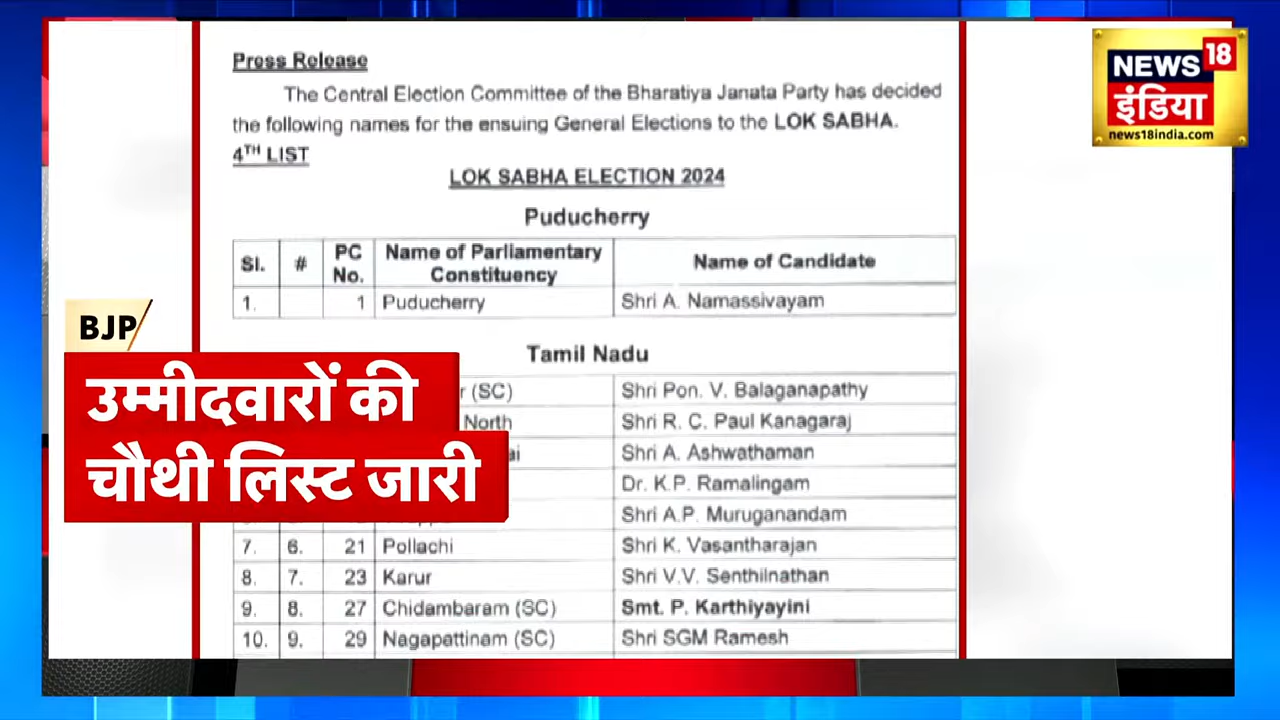 Press Release
The Central Election Committee of the Bharatiya Janata Party has decided
the following names for the ensuing General Elections to the LOK SABHA.
4TH LIST
LOK SABHA ELECTION 2024
Puducherry
Sl. # PC No. Name of Parliamentary Constituency Name of Candidate
1. 1 Puducherry Shri A. Namassivayam
Tamil Nadu
(SC) Shri Pon. V. Balaganapathy
North Shri R. C. Paul Kanagaraj
Shri A. Ashwathaman
Dr. K.P. Ramalingam
Shri A.P. Muruganandam
7. 6. 21 Pollachi Shri K. Vasantharajan
8. 7. 23 Karur Shri V.V. Senthilnathan
9. 8. 27 Chidambaram (SC) Smt. P. Karthiyayini
10. 9. 29 Nagapattinam (SC) Shri SGM Ramesh
BJP
उम्मीदवारों की
चौथी लिस्ट जारी
NEWS 18
इंडिया
news18india.com